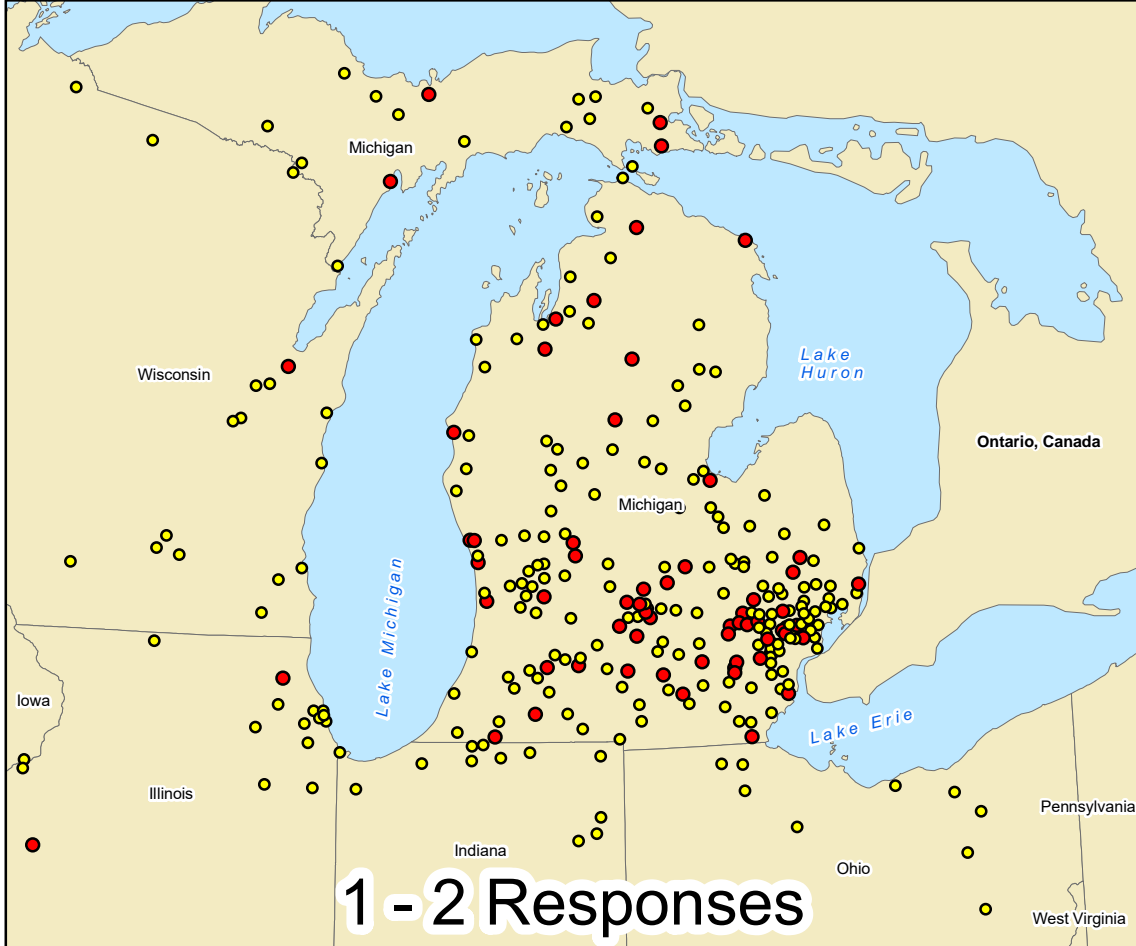 Michigan
Lake
Huron
Wisconsin
Ontario, Canada
Michigan
Lake Michigan
Iowa
Lake Erie
Illinois
Pennsylvania
Indiana
Ohio
1 - 2 Responses
West Virginia